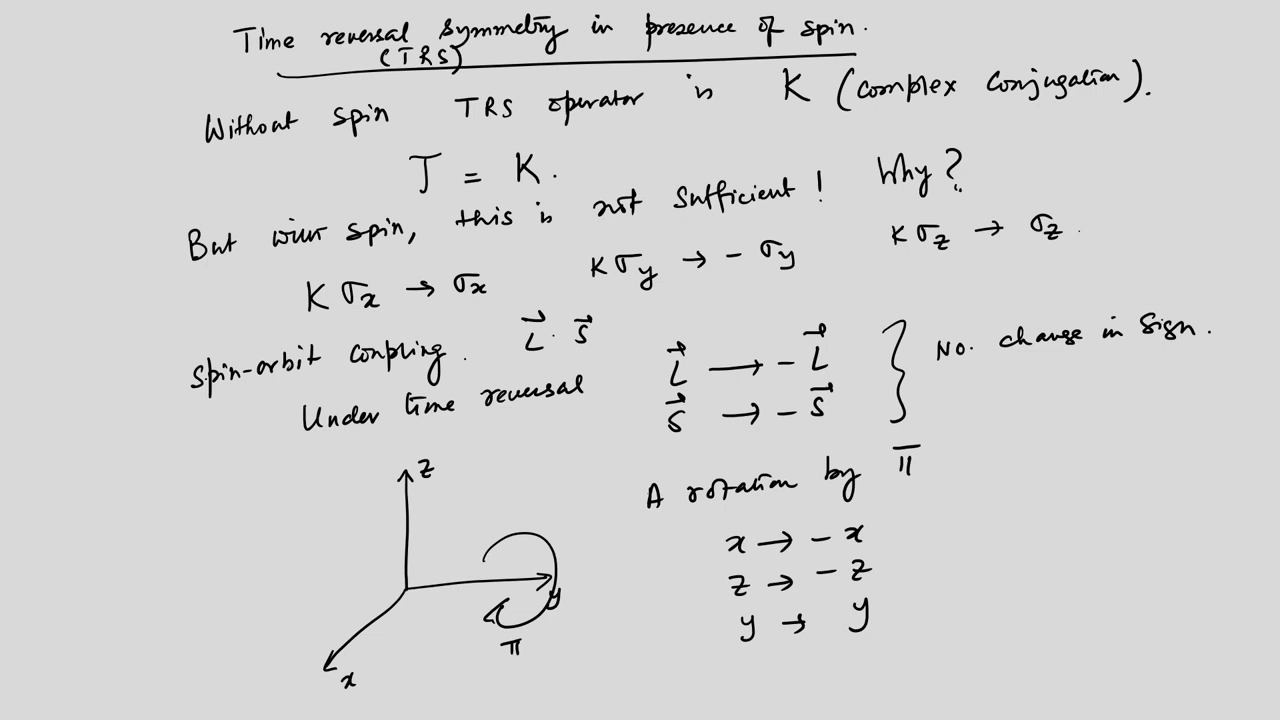 Time reversal symmetry in presence of spin.
(TRS)
Without spin TRS operator is K (complex conjugation).
T = K.
But with spin, this is not sufficient! Why?
K σx → σx K σy → - σy K σz → σz.
Spin-orbit coupling. L⃗ · S⃗
Under time reversal L⃗ → - L⃗ } No. change in sign.
S⃗ → - S⃗
A rotation by π
x → - x
z → - z
y → y
z
y
π
x